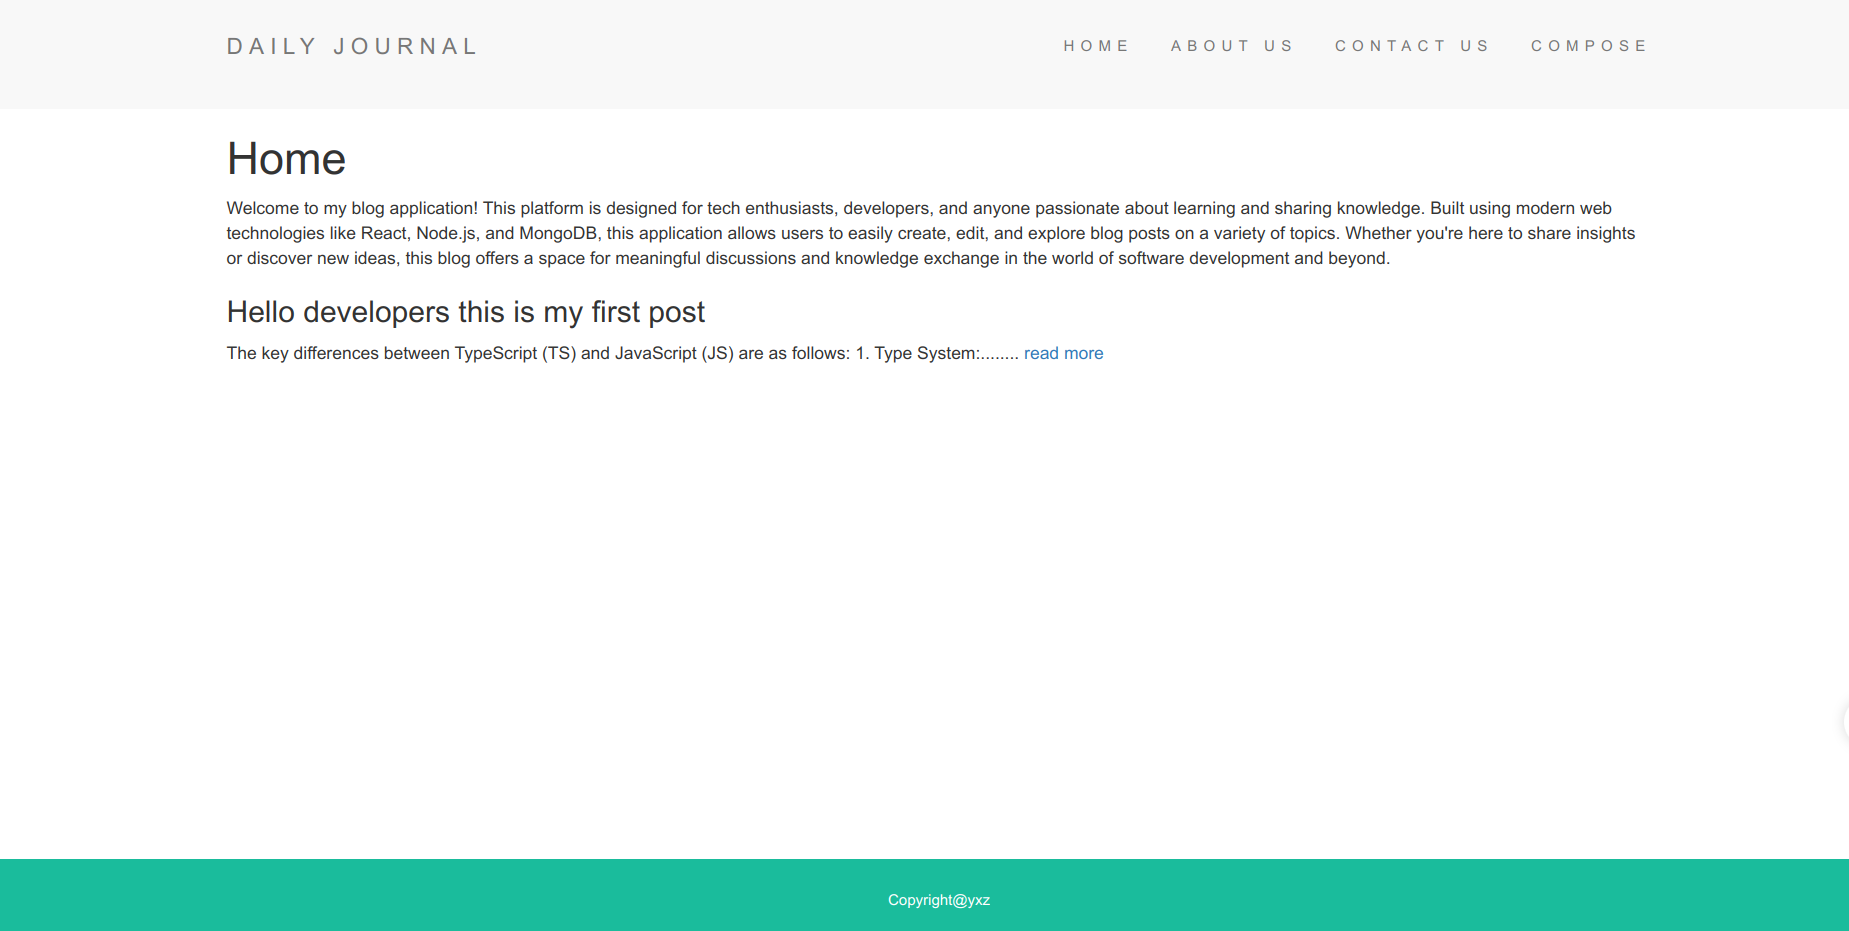 DAILY JOURNAL
HOME ABOUT US CONTACT US COMPOSE
Home
Welcome to my blog application! This platform is designed for tech enthusiasts, developers, and anyone passionate about learning and sharing knowledge. Built using modern web
technologies like React, Node.js, and MongoDB, this application allows users to easily create, edit, and explore blog posts on a variety of topics. Whether you're here to share insights
or discover new ideas, this blog offers a space for meaningful discussions and knowledge exchange in the world of software development and beyond.
Hello developers this is my first post
The key differences between TypeScript (TS) and JavaScript (JS) are as follows: 1. Type System:........ read more
Copyright@yxz